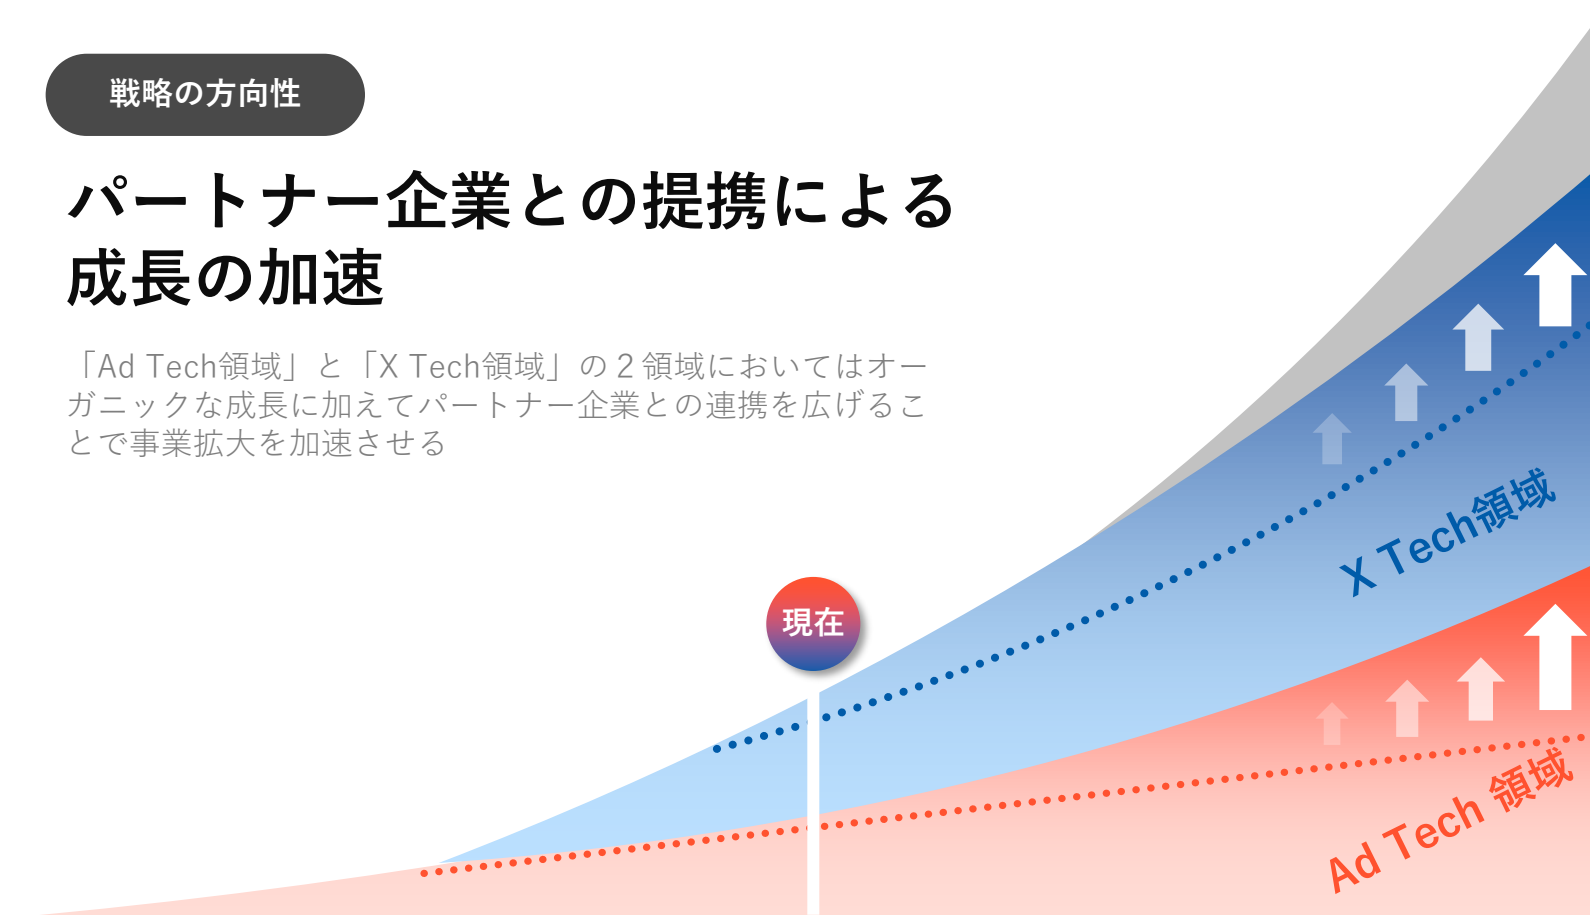 戦略の方向性
パートナー企業との提携による
成長の加速
「Ad Tech領域」と「X Tech領域」の２領域においてはオー
ガニックな成長に加えてパートナー企業との連携を広げるこ
とで事業拡大を加速させる
現在
X Tech領域
Ad Tech 領域